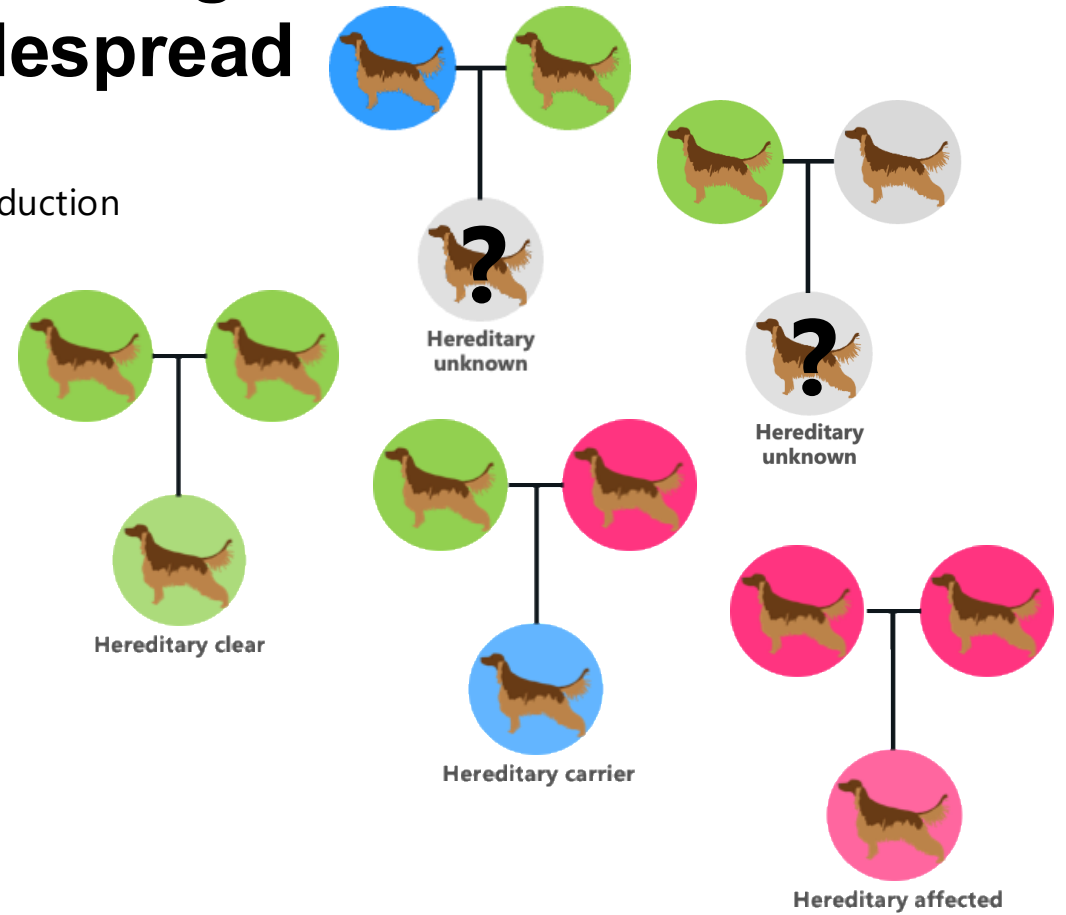 lespread
duction
?
Hereditary
unknown
?
Hereditary
unknown
Hereditary clear
Hereditary carrier
Hereditary affected